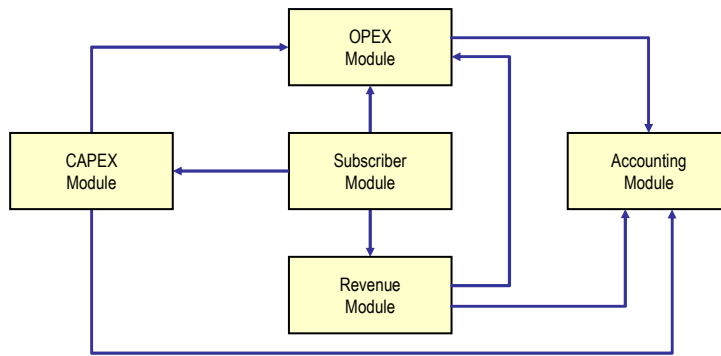 OPEX
Module
CAPEX
Module
Subscriber
Module
Accounting
Module
Revenue
Module